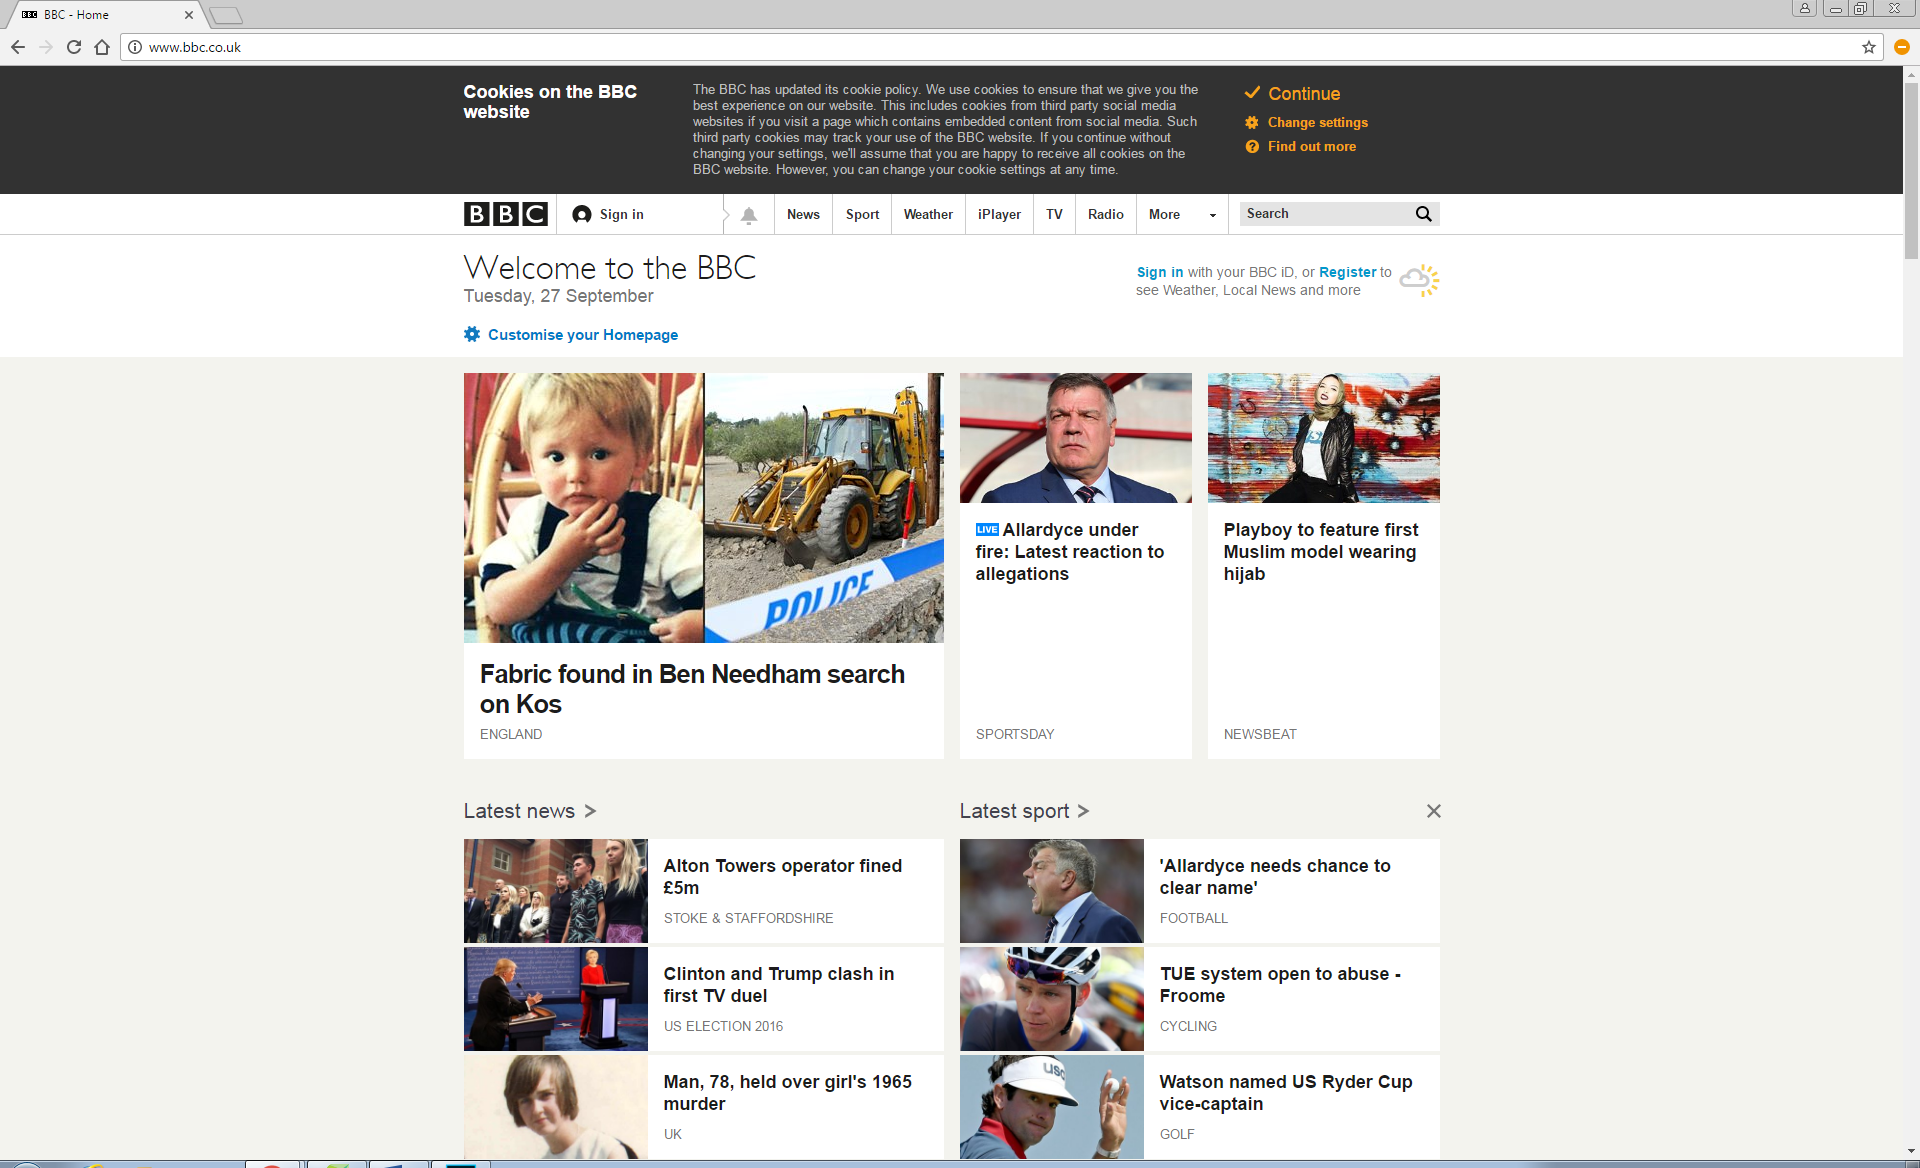 BBC - Home
www.bbc.co.uk
Cookies on the BBC
website
The BBC has updated its cookie policy. We use cookies to ensure that we give you the
best experience on our website. This includes cookies from third party social media
websites if you visit a page which contains embedded content from social media. Such
third party cookies may track your use of the BBC website. If you continue without
changing your settings, we'll assume that you are happy to receive all cookies on the
BBC website. However, you can change your cookie settings at any time.
Continue
Change settings
Find out more
BBC Sign in News Sport Weather iPlayer TV Radio More Search
Welcome to the BBC
Tuesday, 27 September
Sign in with your BBC iD, or Register to
see Weather, Local News and more
Customise your Homepage
POLICE
Fabric found in Ben Needham search
on Kos
ENGLAND
LIVE Allardyce under
fire: Latest reaction to
allegations
SPORTSDAY
Playboy to feature first
Muslim model wearing
hijab
NEWSBEAT
Latest news >
Alton Towers operator fined
£5m
STOKE & STAFFORDSHIRE
Clinton and Trump clash in
first TV duel
US ELECTION 2016
Man, 78, held over girl's 1965
murder
UK
Latest sport >
'Allardyce needs chance to
clear name'
FOOTBALL
TUE system open to abuse -
Froome
CYCLING
Watson named US Ryder Cup
vice-captain
GOLF